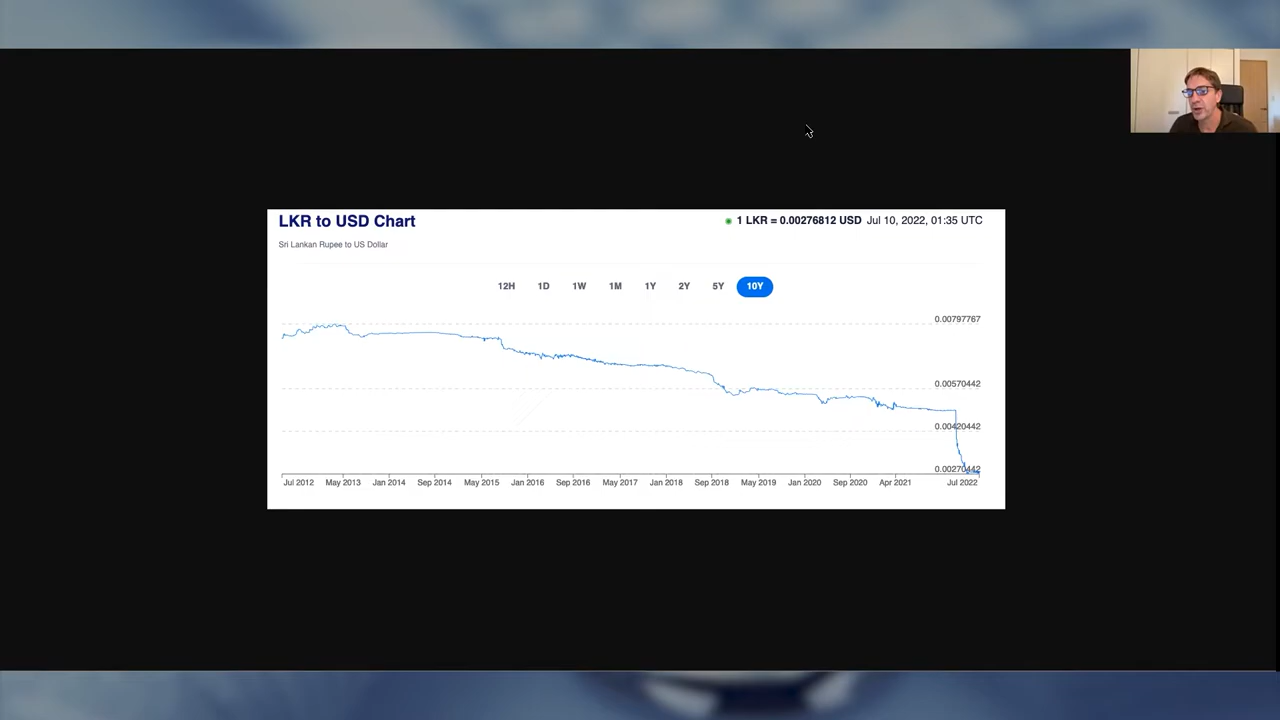 LKR to USD Chart
1 LKR = 0.00276812 USD Jul 10, 2022, 01:35 UTC
Sri Lankan Rupee to US Dollar
12H 1D 1W 1M 1Y 2Y 5Y 10Y
0.00797767
0.00570442
0.00420442
0.00270442
Jul 2012 May 2013 Jan 2014 Sep 2014 May 2015 Jan 2016 Sep 2016 May 2017 Jan 2018 Sep 2018 May 2019 Jan 2020 Sep 2020 Apr 2021 Jul 2022